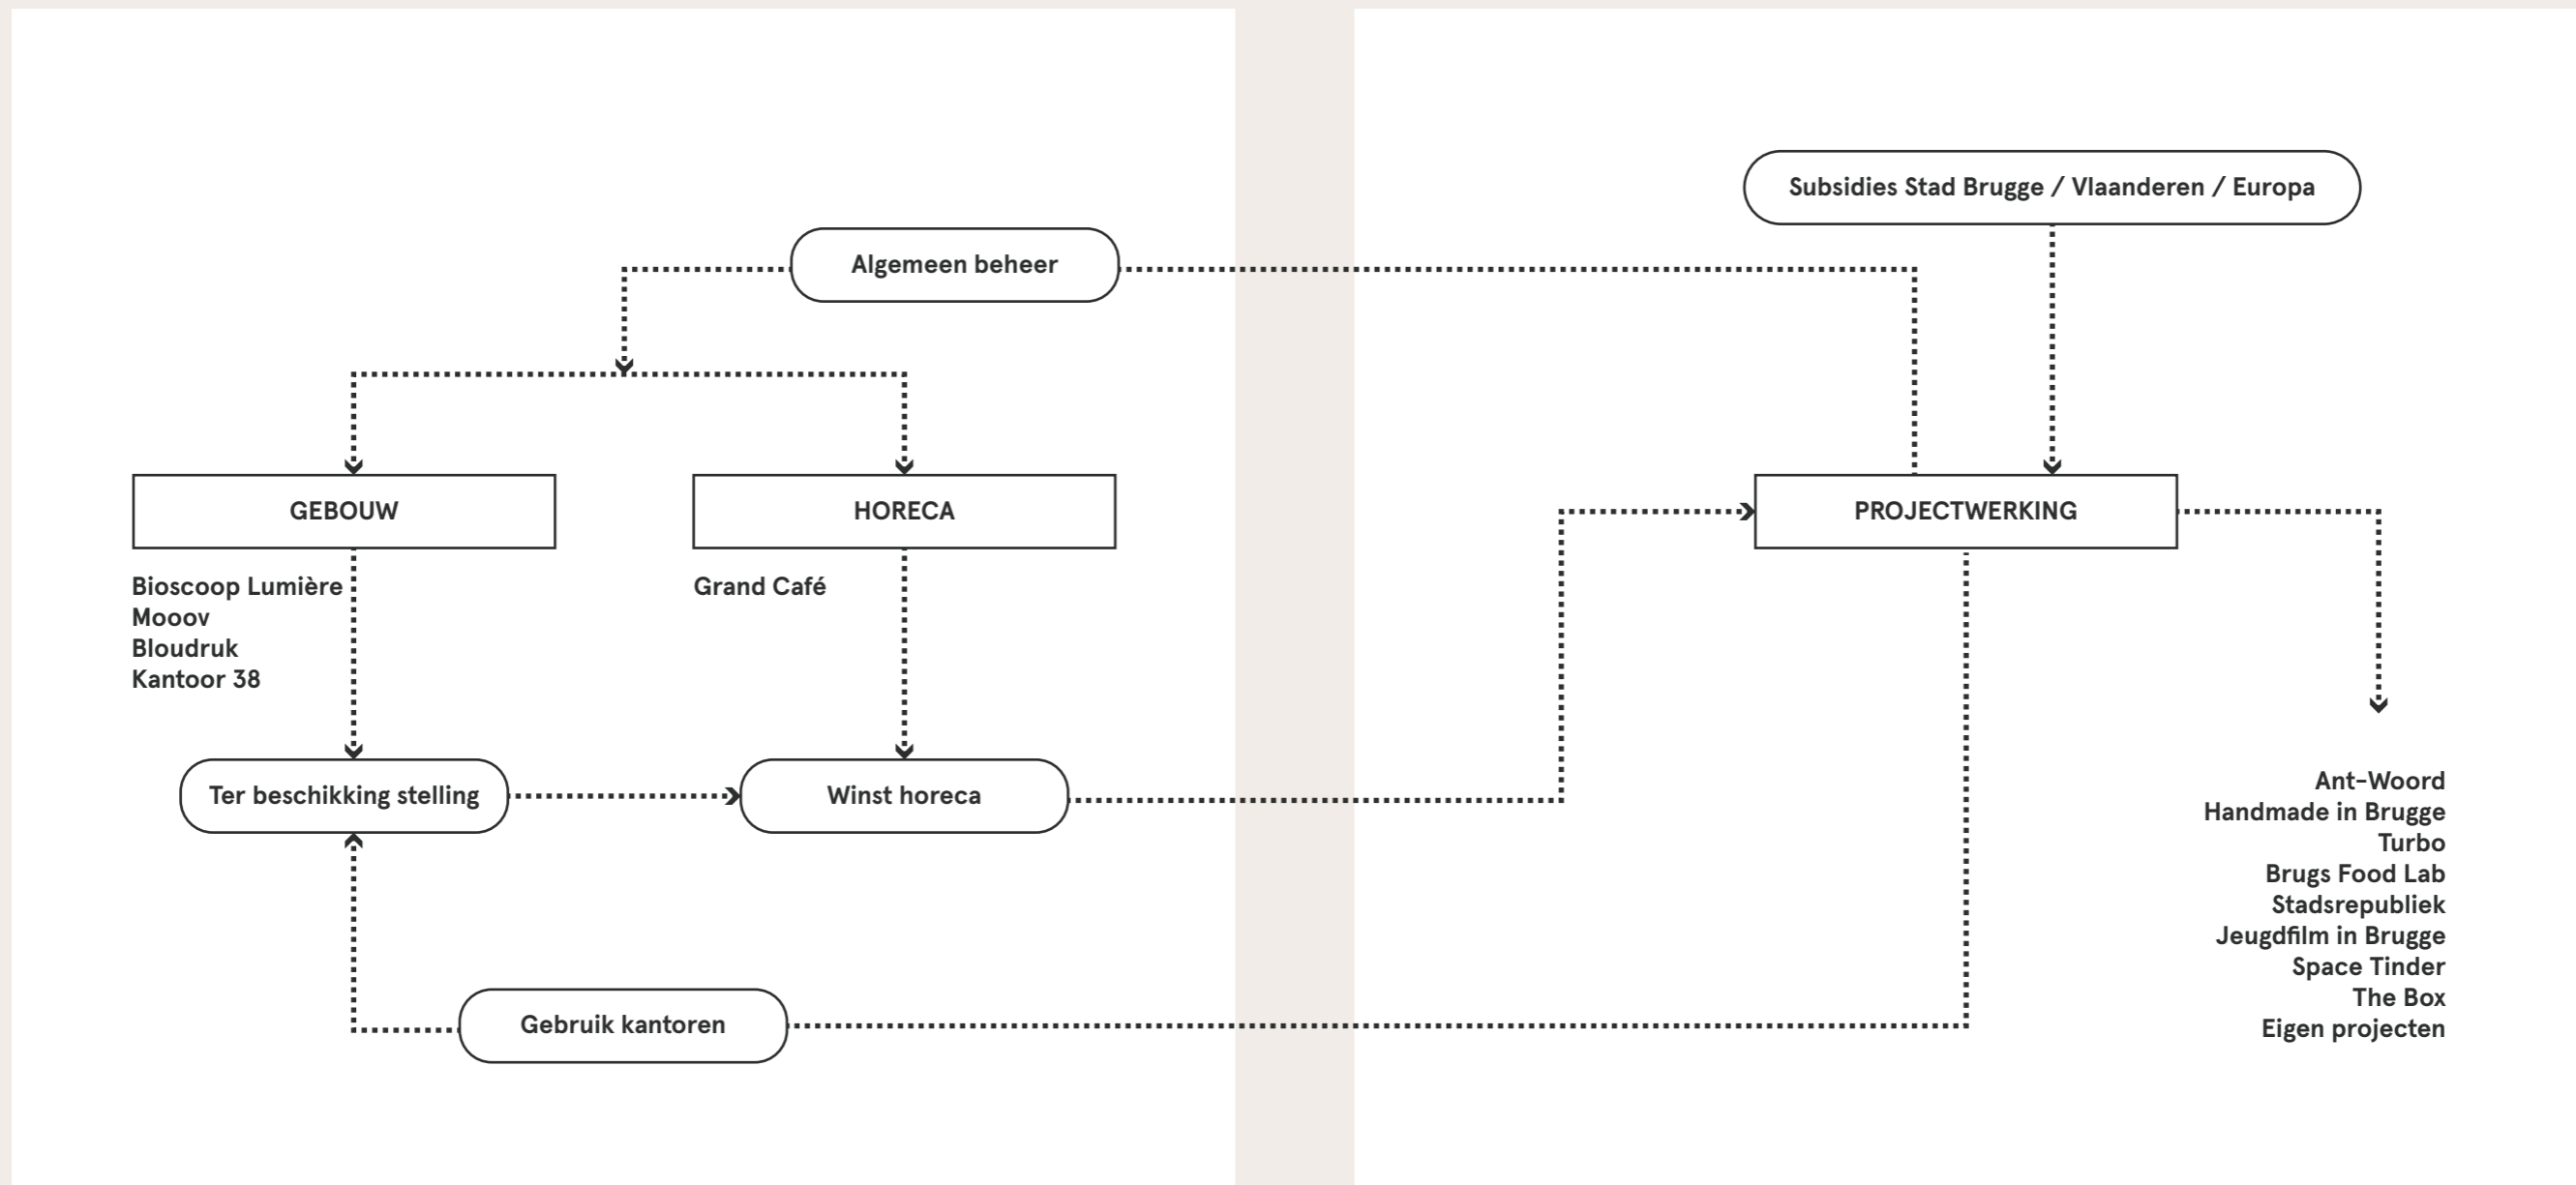 Subsidies Stad Brugge / Vlaanderen / Europa
Algemeen beheer
GEBOUW
HORECA
PROJECTWERKING
Bioscoop Lumière
Mooov
Bloudruk
Kantoor 38
Grand Café
Ter beschikking stelling
Winst horeca
Ant-Woord
Handmade in Brugge
Turbo
Brugs Food Lab
Stadsrepubliek
Jeugdfilm in Brugge
Space Tinder
The Box
Eigen projecten
Gebruik kantoren